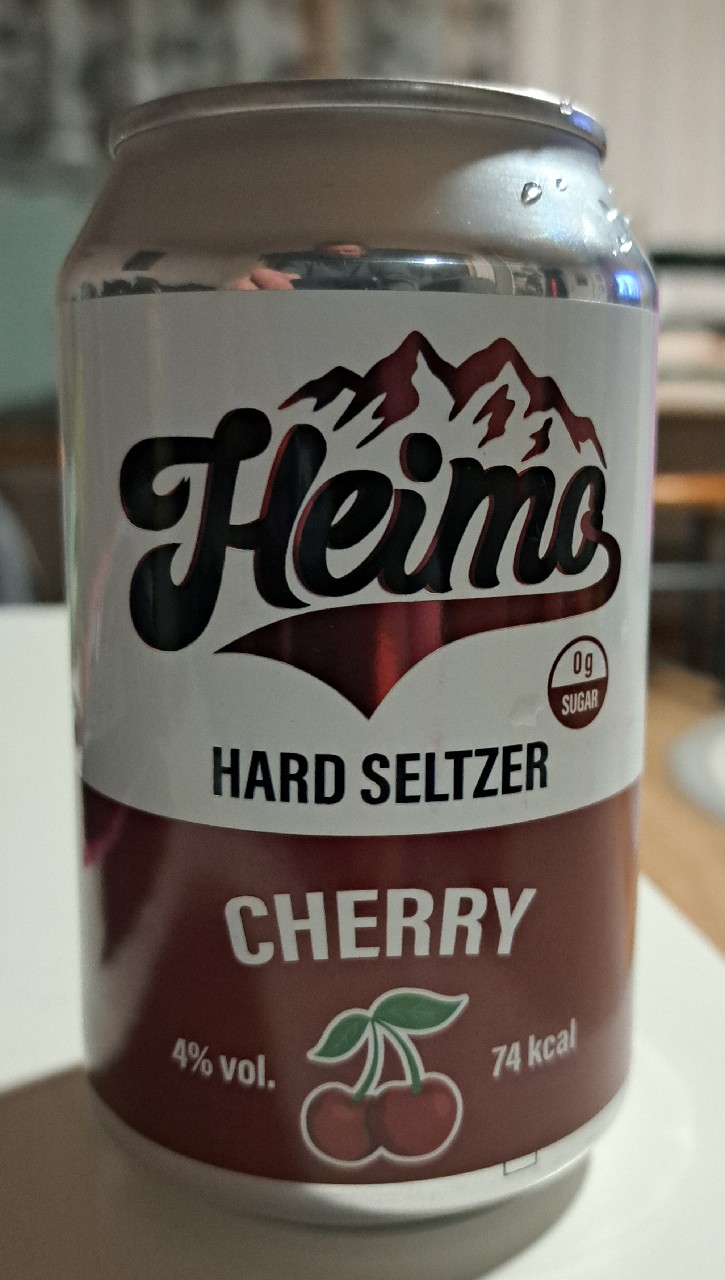 Heimo
0g
SUGAR
HARD SELTZER
CHERRY
4% vol.
74 kcal